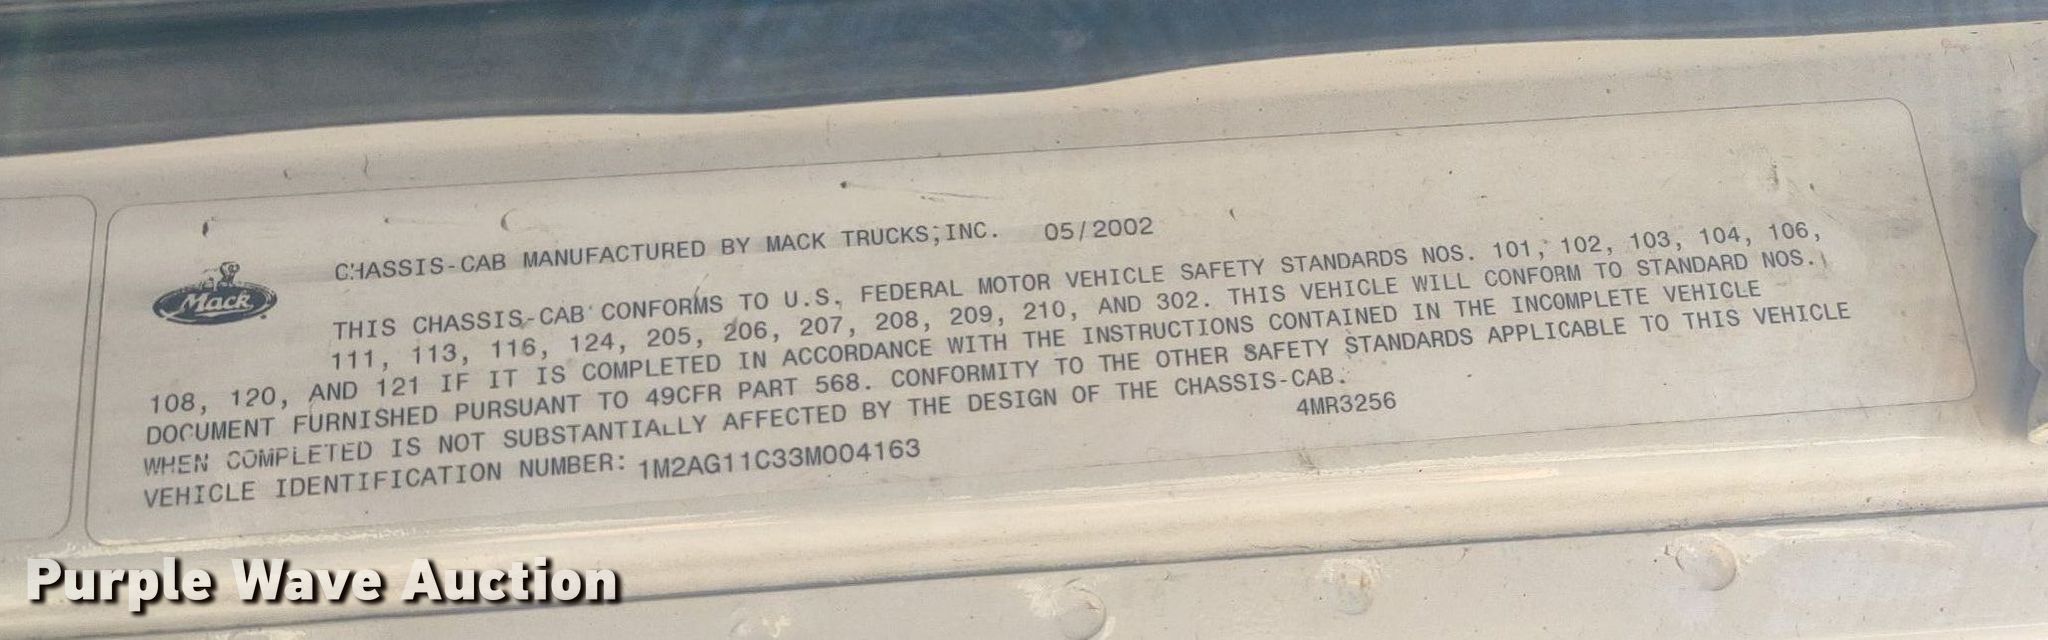 CHASSIS-CAB MANUFACTURED BY MACK TRUCKS,INC. 05/2002
Mack
THIS CHASSIS-CAB CONFORMS TO U.S. FEDERAL MOTOR VEHICLE SAFETY STANDARDS NOS. 101, 102, 103, 104, 106,
111, 113, 116, 124, 205, 206, 207, 208, 209, 210, AND 302. THIS VEHICLE WILL CONFORM TO STANDARD NOS.
108, 120, AND 121 IF IT IS COMPLETED IN ACCORDANCE WITH THE INSTRUCTIONS CONTAINED IN THE INCOMPLETE VEHICLE
DOCUMENT FURNISHED PURSUANT TO 49CFR PART 568. CONFORMITY TO THE OTHER SAFETY STANDARDS APPLICABLE TO THIS VEHICLE
WHEN COMPLETED IS NOT SUBSTANTIALLY AFFECTED BY THE DESIGN OF THE CHASSIS-CAB.
VEHICLE IDENTIFICATION NUMBER: 1M2AG11C33M004163 4MR3256
Purple Wave Auction